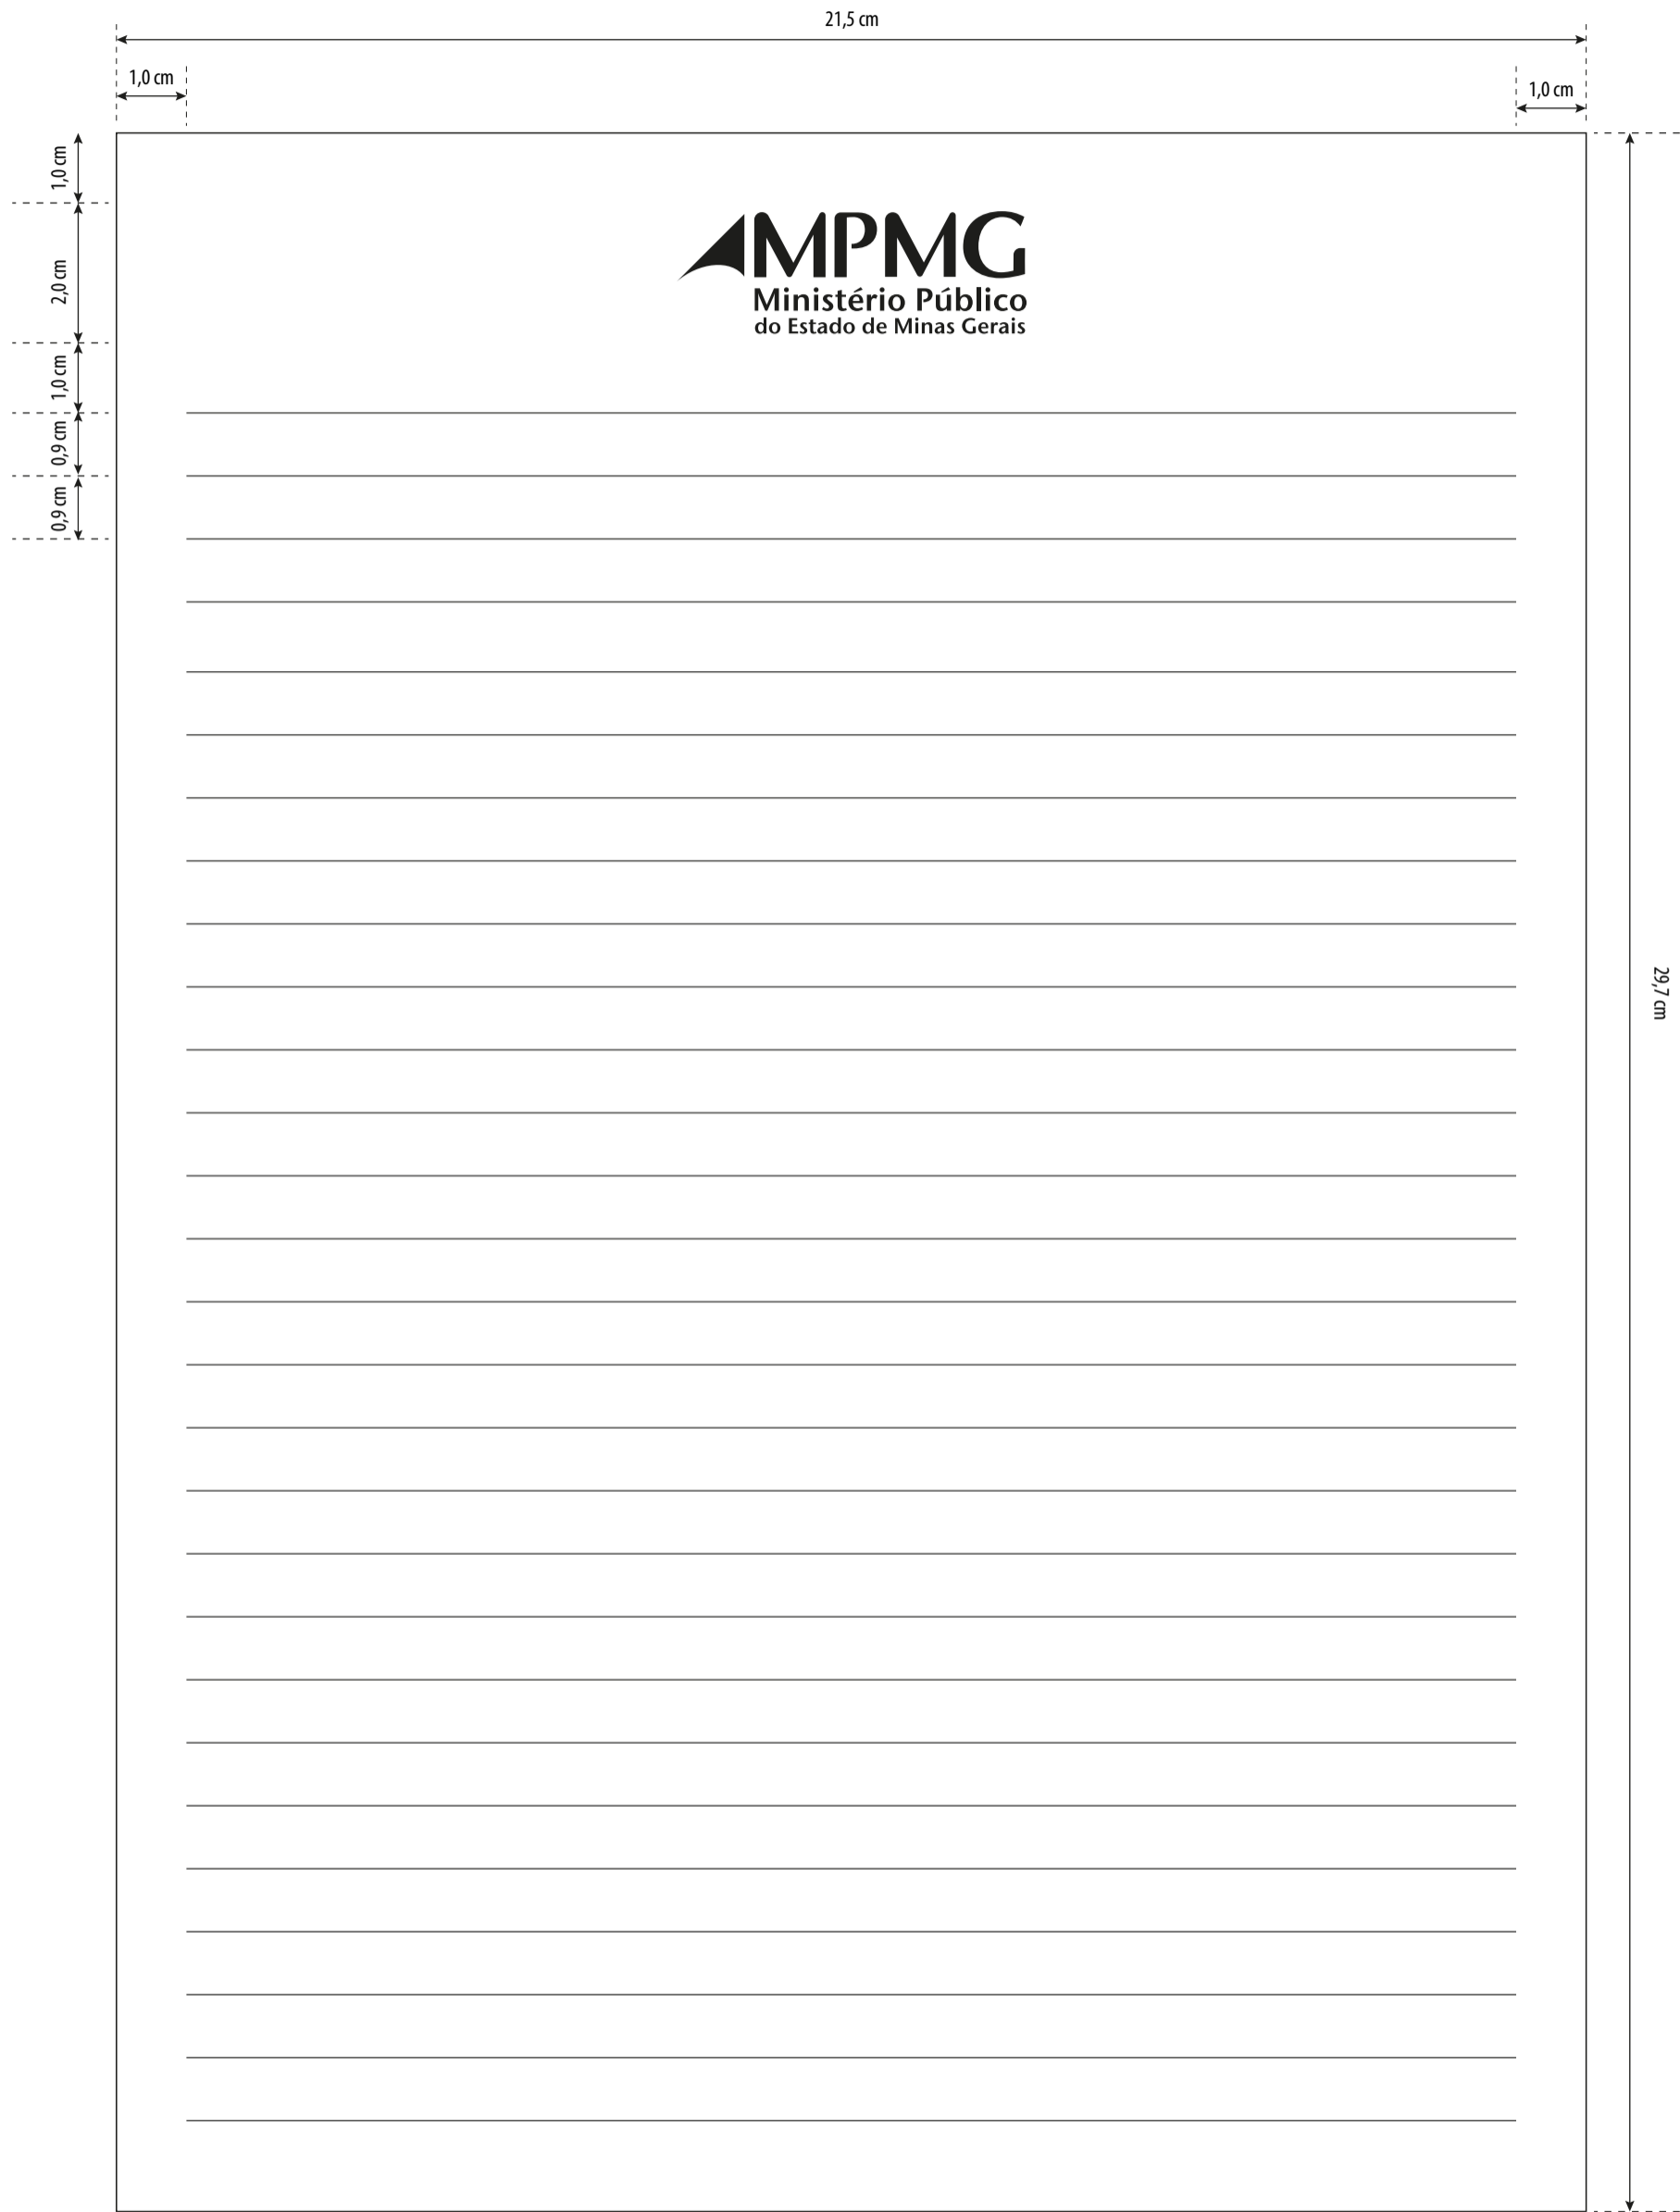 21,5 cm
1,0 cm
1,0 cm
1,0 cm
2,0 cm
1,0 cm
0,9 cm
0,9 cm
MPMG
Ministério Público
do Estado de Minas Gerais
29,7 cm